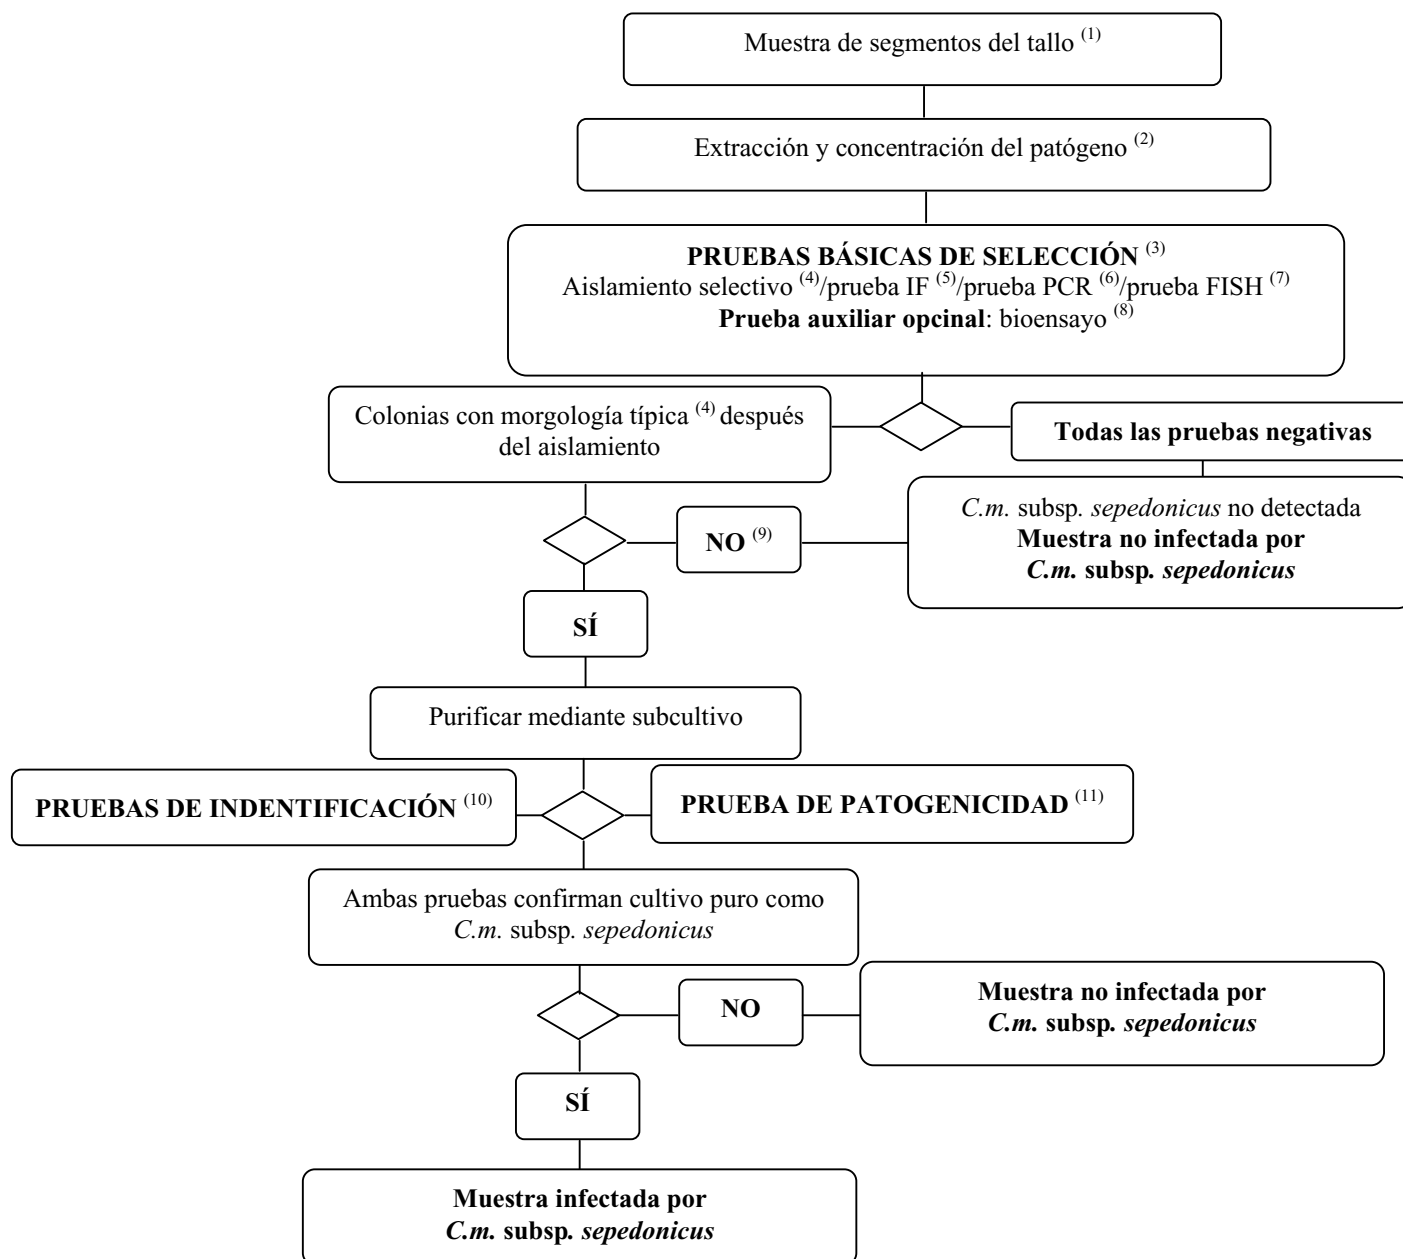 Muestra de segmentos del tallo (1)
Extracción y concentración del patógeno (2)
PRUEBAS BÁSICAS DE SELECCIÓN (3)
Aislamiento selectivo (4)/prueba IF (5)/prueba PCR (6)/prueba FISH (7)
Prueba auxiliar opcinal: bioensayo (8)
Colonias con morgología típica (4) después
del aislamiento
Todas las pruebas negativas
C.m. subsp. sepedonicus no detectada
Muestra no infectada por
C.m. subsp. sepedonicus
NO (9)
SÍ
Purificar mediante subcultivo
PRUEBAS DE INDENTIFICACIÓN (10)
PRUEBA DE PATOGENICIDAD (11)
Ambas pruebas confirman cultivo puro como
C.m. subsp. sepedonicus
NO
Muestra no infectada por
C.m. subsp. sepedonicus
SÍ
Muestra infectada por
C.m. subsp. sepedonicus